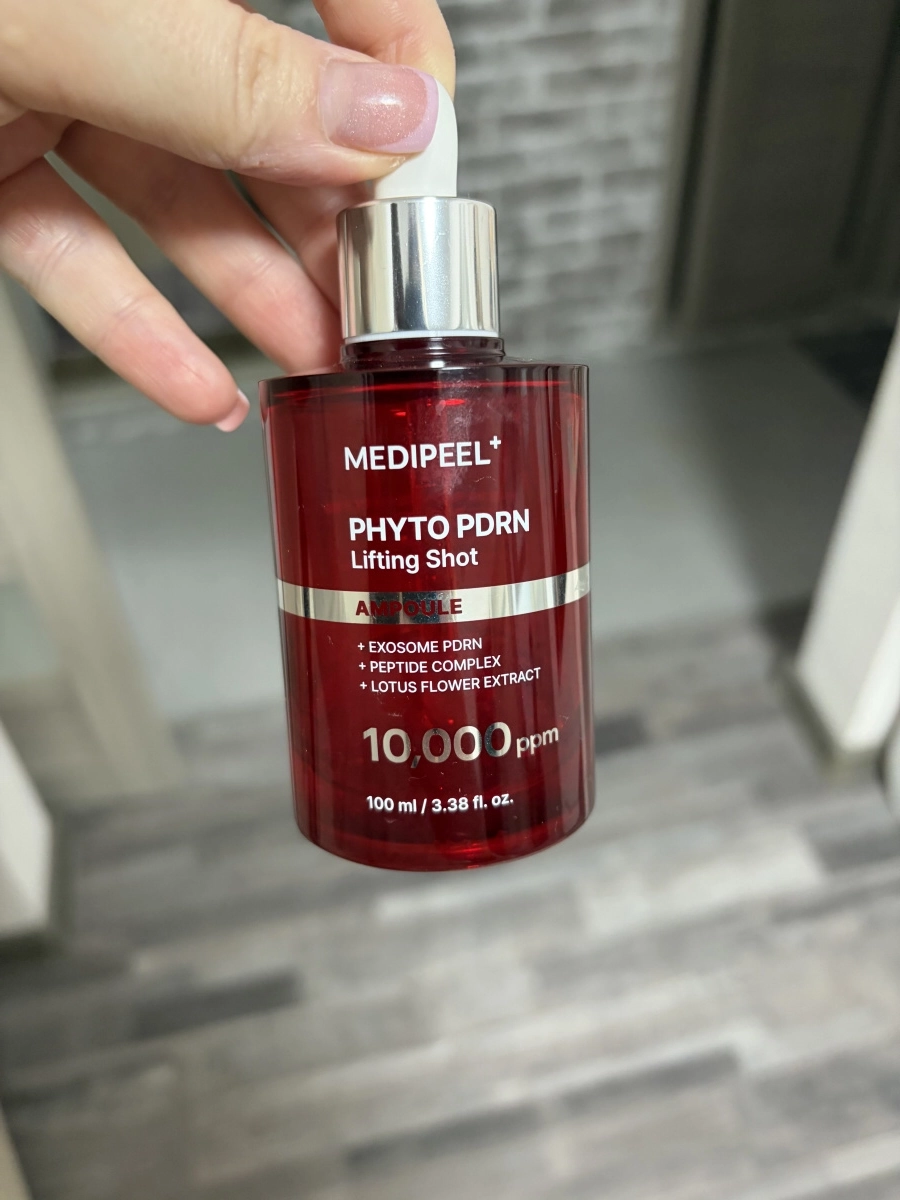 MEDIPEEL+
PHYTO PDRN
Lifting Shot
AMPOULE
+ EXOSOME PDRN
+ PEPTIDE COMPLEX
+ LOTUS FLOWER EXTRACT
10,000 ppm
100 ml / 3.38 fl. oz.